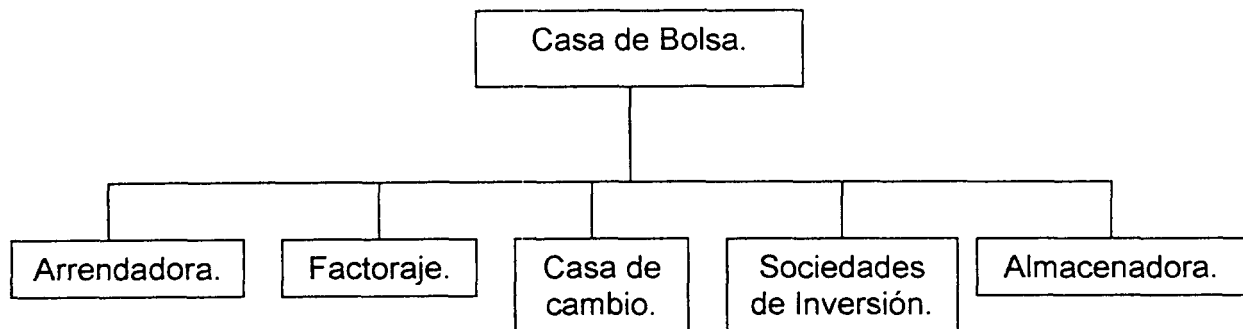 Casa de Bolsa.
Arrendadora.
Factoraje.
Casa de
cambio.
Sociedades
de Inversión.
Almacenadora.